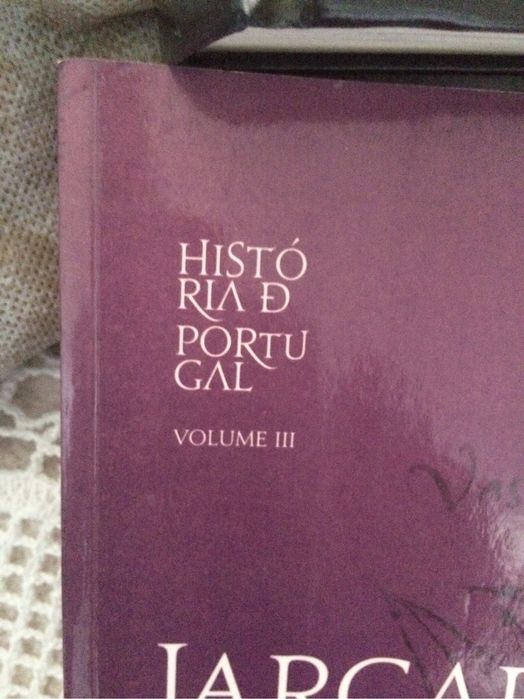 HISTÓ
RIA Ð
PORTU
GAL
VOLUME III